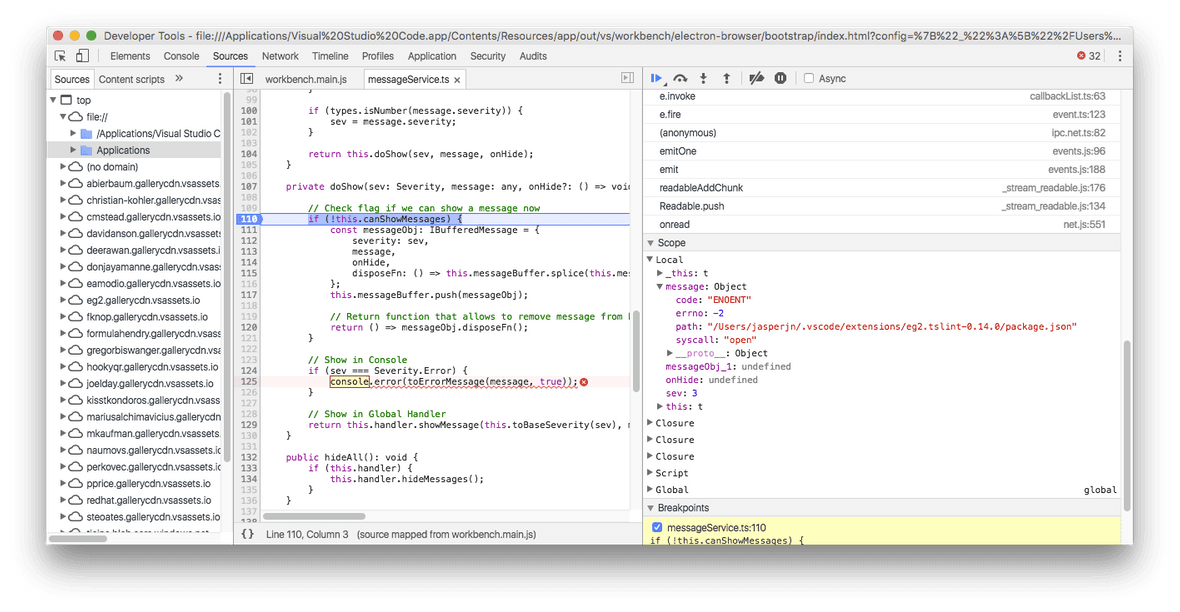 Developer Tools - file:///Applications/Visual%20Studio%20Code.app/Contents/Resources/app/out/vs/workbench/electron-browser/bootstrap/index.html?config=%7B%22_%22%3A%5B%22%2FUsers%...
Elements Console Sources Network Timeline Profiles Application Security Audits 32
Sources Content scripts »
top
file://
/Applications/Visual Studio C
Applications
(no domain)
abierbaum.gallerycdn.vsassets
christian-kohler.gallerycdn.vsas
cmstead.gallerycdn.vsassets.io
davidanson.gallerycdn.vsassets
deerawan.gallerycdn.vsassets.i
donjayamanne.gallerycdn.vsas
eamodio.gallerycdn.vsassets.io
eg2.gallerycdn.vsassets.io
fknop.gallerycdn.vsassets.io
formulahendry.gallerycdn.vsass
gregorbiswanger.gallerycdn.vsa
hookyqr.gallerycdn.vsassets.io
joelday.gallerycdn.vsassets.io
kisstkondoros.gallerycdn.vsass
mariusalchimavicius.gallerycdn
mkaufman.gallerycdn.vsassets.
naumovs.gallerycdn.vsassets.io
perkovec.gallerycdn.vsassets.ic
pprice.gallerycdn.vsassets.io
redhat.gallerycdn.vsassets.io
steoates.gallerycdn.vsassets.io
workbench.main.js messageService.ts ×
98 }
99
100 if (types.isNumber(message.severity)) {
101 sev = message.severity;
102 }
103
104 return this.doShow(sev, message, onHide);
105 }
106
107 private doShow(sev: Severity, message: any, onHide?: () => void
108
109 // Check flag if we can show a message now
110 if (!this.canShowMessages) {
111 const messageObj: IBufferedMessage = {
112 severity: sev,
113 message,
114 onHide,
115 disposeFn: () => this.messageBuffer.splice(this.mes
116 };
117 this.messageBuffer.push(messageObj);
118
119 // Return function that allows to remove message from
120 return () => messageObj.disposeFn();
121 }
122
123 // Show in Console
124 if (sev === Severity.Error) {
125 console.error(toErrorMessage(message, true));
126 }
127
128 // Show in Global Handler
129 return this.handler.showMessage(this.toBaseSeverity(sev), m
130 }
131
132 public hideAll(): void {
133 if (this.handler) {
134 this.handler.hideMessages();
135 }
136 }
137
138
{} Line 110, Column 3 (source mapped from workbench.main.js)
Async
e.invoke callbackList.ts:63
e.fire event.ts:123
(anonymous) ipc.net.ts:82
emitOne events.js:96
emit events.js:188
readableAddChunk _stream_readable.js:176
Readable.push _stream_readable.js:134
onread net.js:551
Scope
Local
_this: t
message: Object
code: "ENOENT"
errno: -2
path: "/Users/jasperjn/.vscode/extensions/eg2.tslint-0.14.0/package.json"
syscall: "open"
__proto__: Object
messageObj_1: undefined
onHide: undefined
sev: 3
this: t
Closure
Closure
Closure
Script
Global global
Breakpoints
messageService.ts:110
if (!this.canShowMessages) {